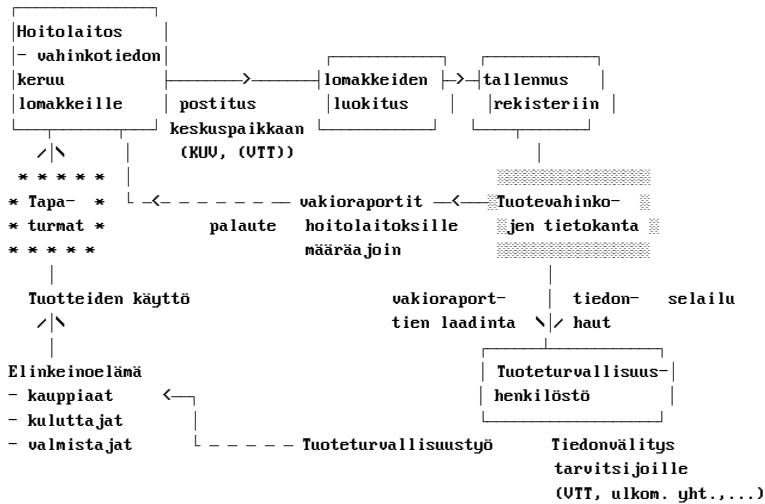 Hoitolaitos
- vahinkotiedon
keruu lomakkeiden tallennus
lomakkeille postitus luokitus rekisteriin
keskuspaikkaan
(KUV, (VTT))
* * * * *
* Tapa- * vakioraportit Tuotevahinko-
* turmat * palaute hoitolaitoksille jen tietokanta
* * * * * määräajoin
Tuotteiden käyttö vakioraport- tiedon- selailu
tien laadinta haut
Elinkeinoelämä Tuoteturvallisuus-
- kauppiaat henkilöstö
- kuluttajat
- valmistajat Tuoteturvallisuustyö Tiedonvälitys
tarvitsijoille
(VTT, ulkom. yht.,...)